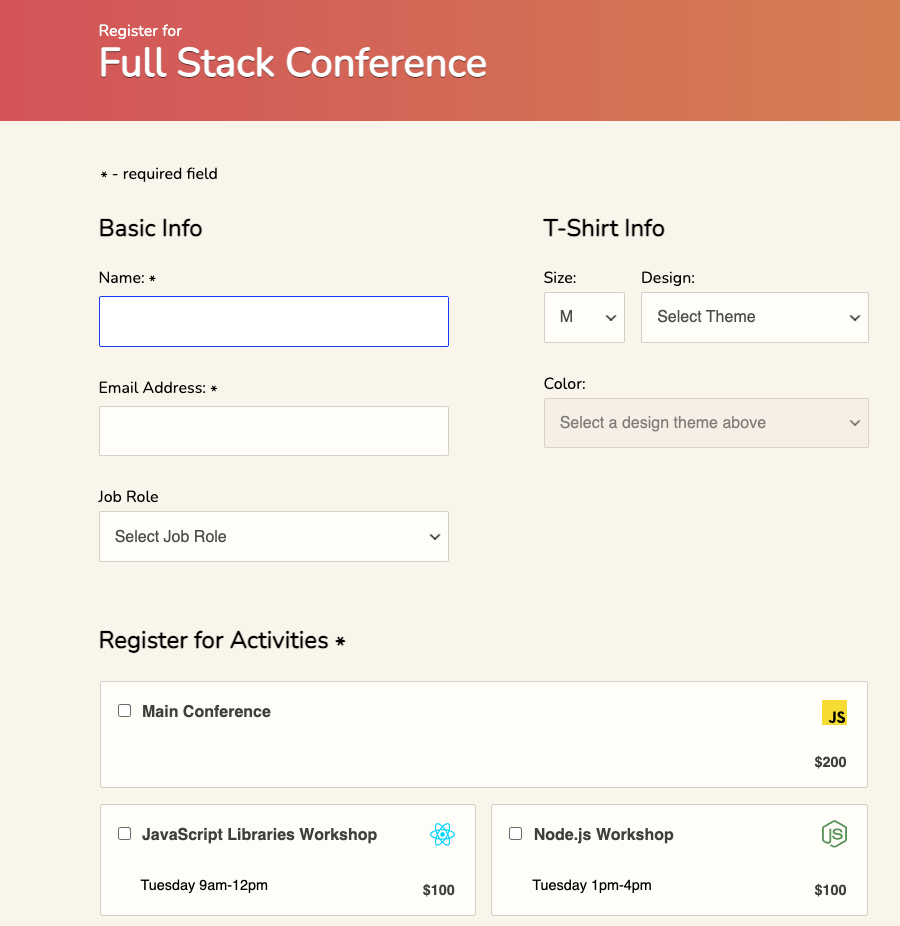 Register for
Full Stack Conference
* - required field
Basic Info
Name: *
Email Address: *
Job Role
Select Job Role
T-Shirt Info
Size:
Design:
M
Select Theme
Color:
Select a design theme above
Register for Activities *
Main Conference
JS
$200
JavaScript Libraries Workshop
Tuesday 9am-12pm
$100
Node.js Workshop
JS
Tuesday 1pm-4pm
$100